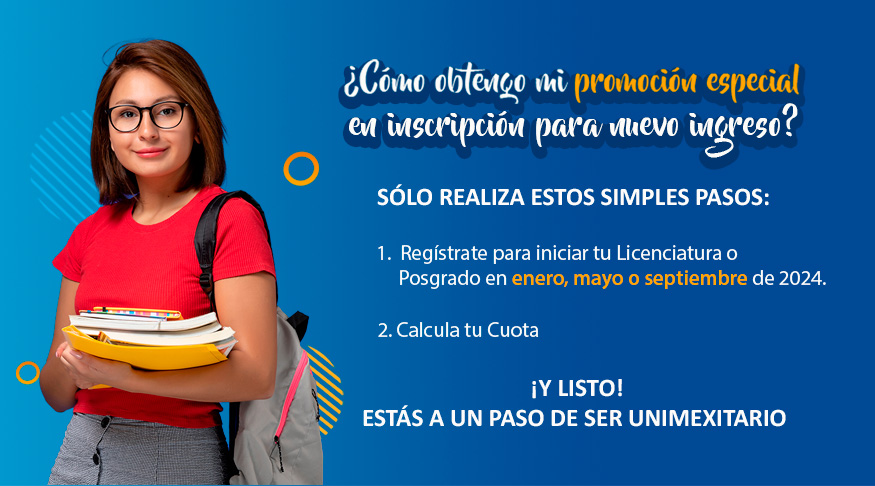 ¿Cómo obtengo mi promoción especial
en inscripción para nuevo ingreso?
SÓLO REALIZA ESTOS SIMPLES PASOS:
1. Regístrate para iniciar tu Licenciatura o
Posgrado en enero, mayo o septiembre de 2024.
2. Calcula tu Cuota
¡Y LISTO!
ESTÁS A UN PASO DE SER UNIMEXITARIO